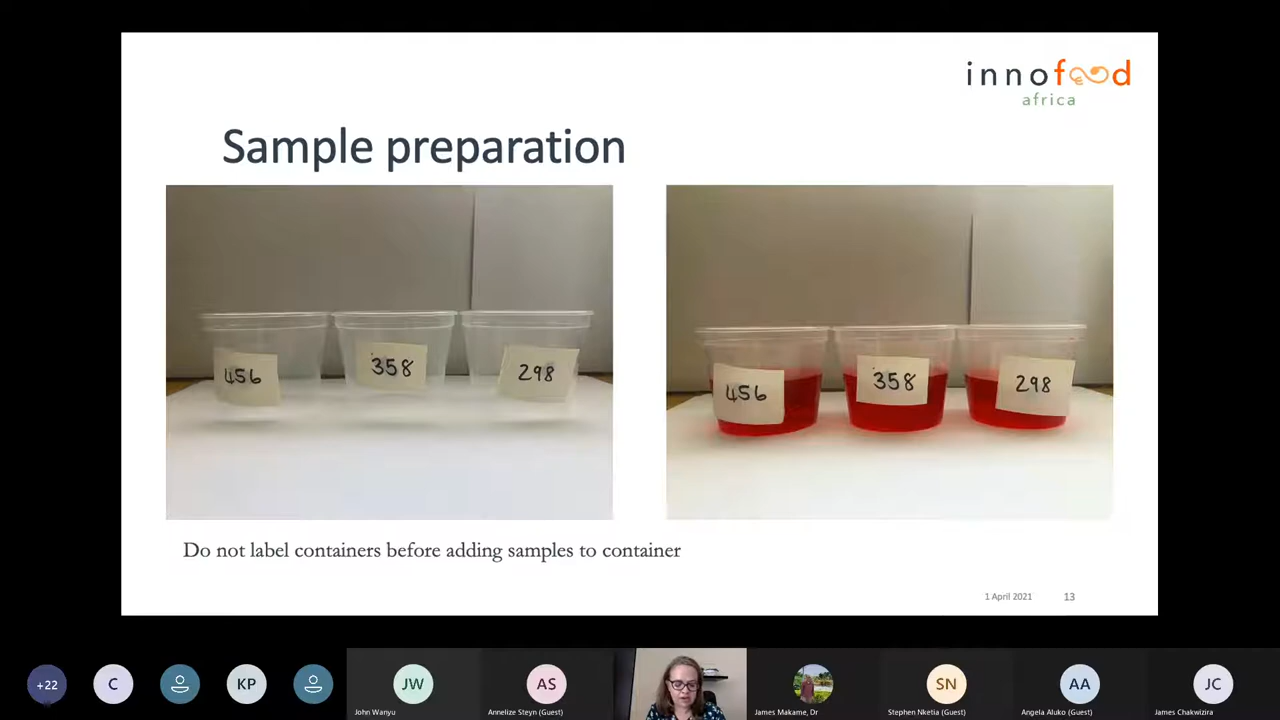 innofood
africa
Sample preparation
456
358
298
456
358
298
Do not label containers before adding samples to container
1 April 2021
13
+22
C
KP
JW
AS
SN
AA
JC
John Wanyu
Annelize Steyn (Guest)
James Makame, Dr
Stephen Nketia (Guest)
Angela Aluko (Guest)
James Chakwizira